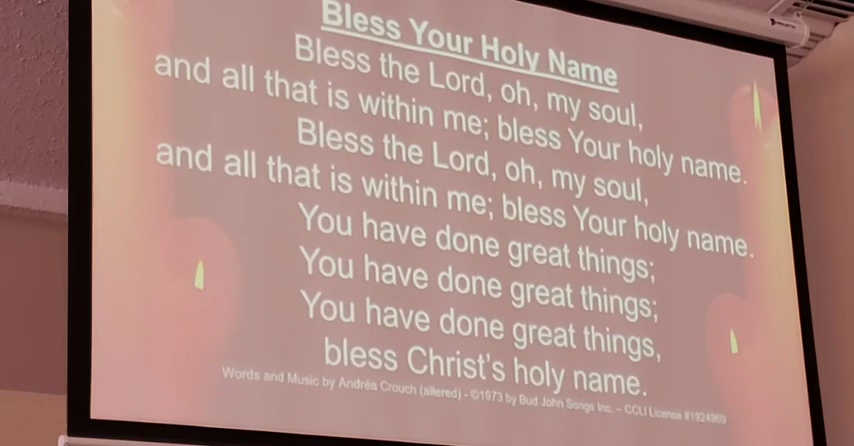 Bless Your Holy Name
Bless the Lord, oh, my soul,
and all that is within me; bless Your holy name.
Bless the Lord, oh, my soul,
and all that is within me; bless Your holy name.
You have done great things;
You have done great things;
You have done great things,
bless Christ's holy name.
Words and Music by Andréa Crouch (altered) - ©1973 by Bud John Songs Inc. – CCLI License #1924969